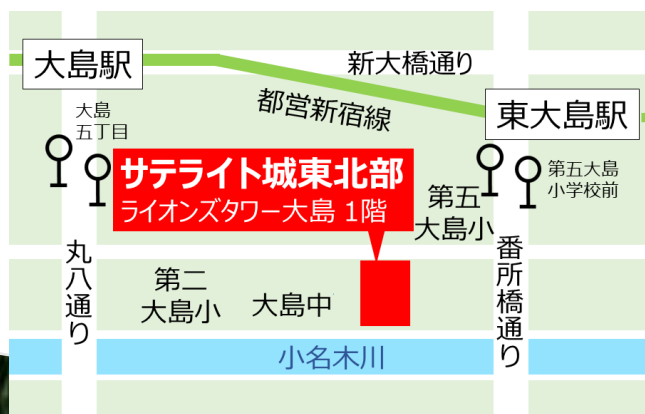 大島駅
新大橋通り
都営新宿線
東大島駅
大島
五丁目
サテライト城東北部
ライオンズタワー大島 1階
第五大島
小学校前
第五
大島小
丸八通り
番所橋通り
第二
大島小
大島中
小名木川